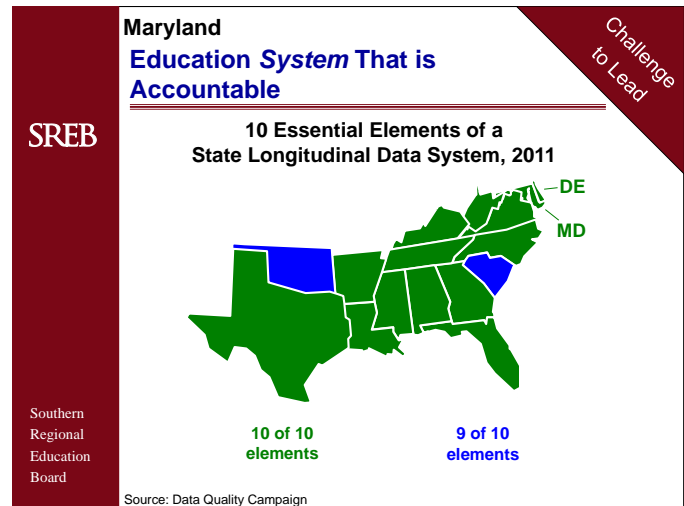 Maryland
Education System That is
Accountable
Challenge
to Lead
SREB
10 Essential Elements of a
State Longitudinal Data System, 2011
DE
MD
10 of 10
elements
9 of 10
elements
Southern
Regional
Education
Board
Source: Data Quality Campaign